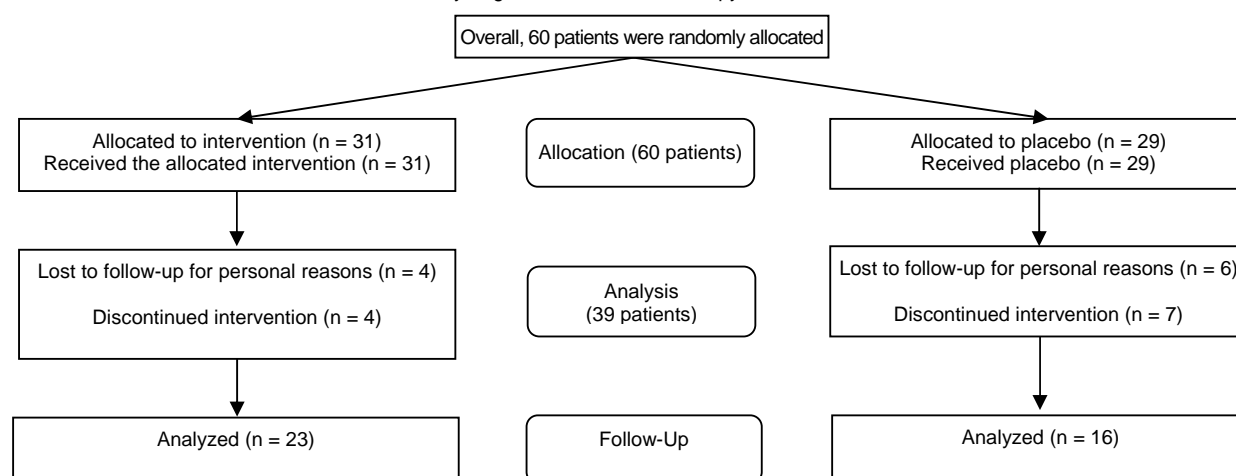 Overall, 60 patients were randomly allocated
Allocated to intervention (n = 31)
Received the allocated intervention (n = 31)
Allocation (60 patients)
Allocated to placebo (n = 29)
Received placebo (n = 29)
Lost to follow-up for personal reasons (n = 4)
Discontinued intervention (n = 4)
Analysis
(39 patients)
Lost to follow-up for personal reasons (n = 6)
Discontinued intervention (n = 7)
Analyzed (n = 23)
Follow-Up
Analyzed (n = 16)